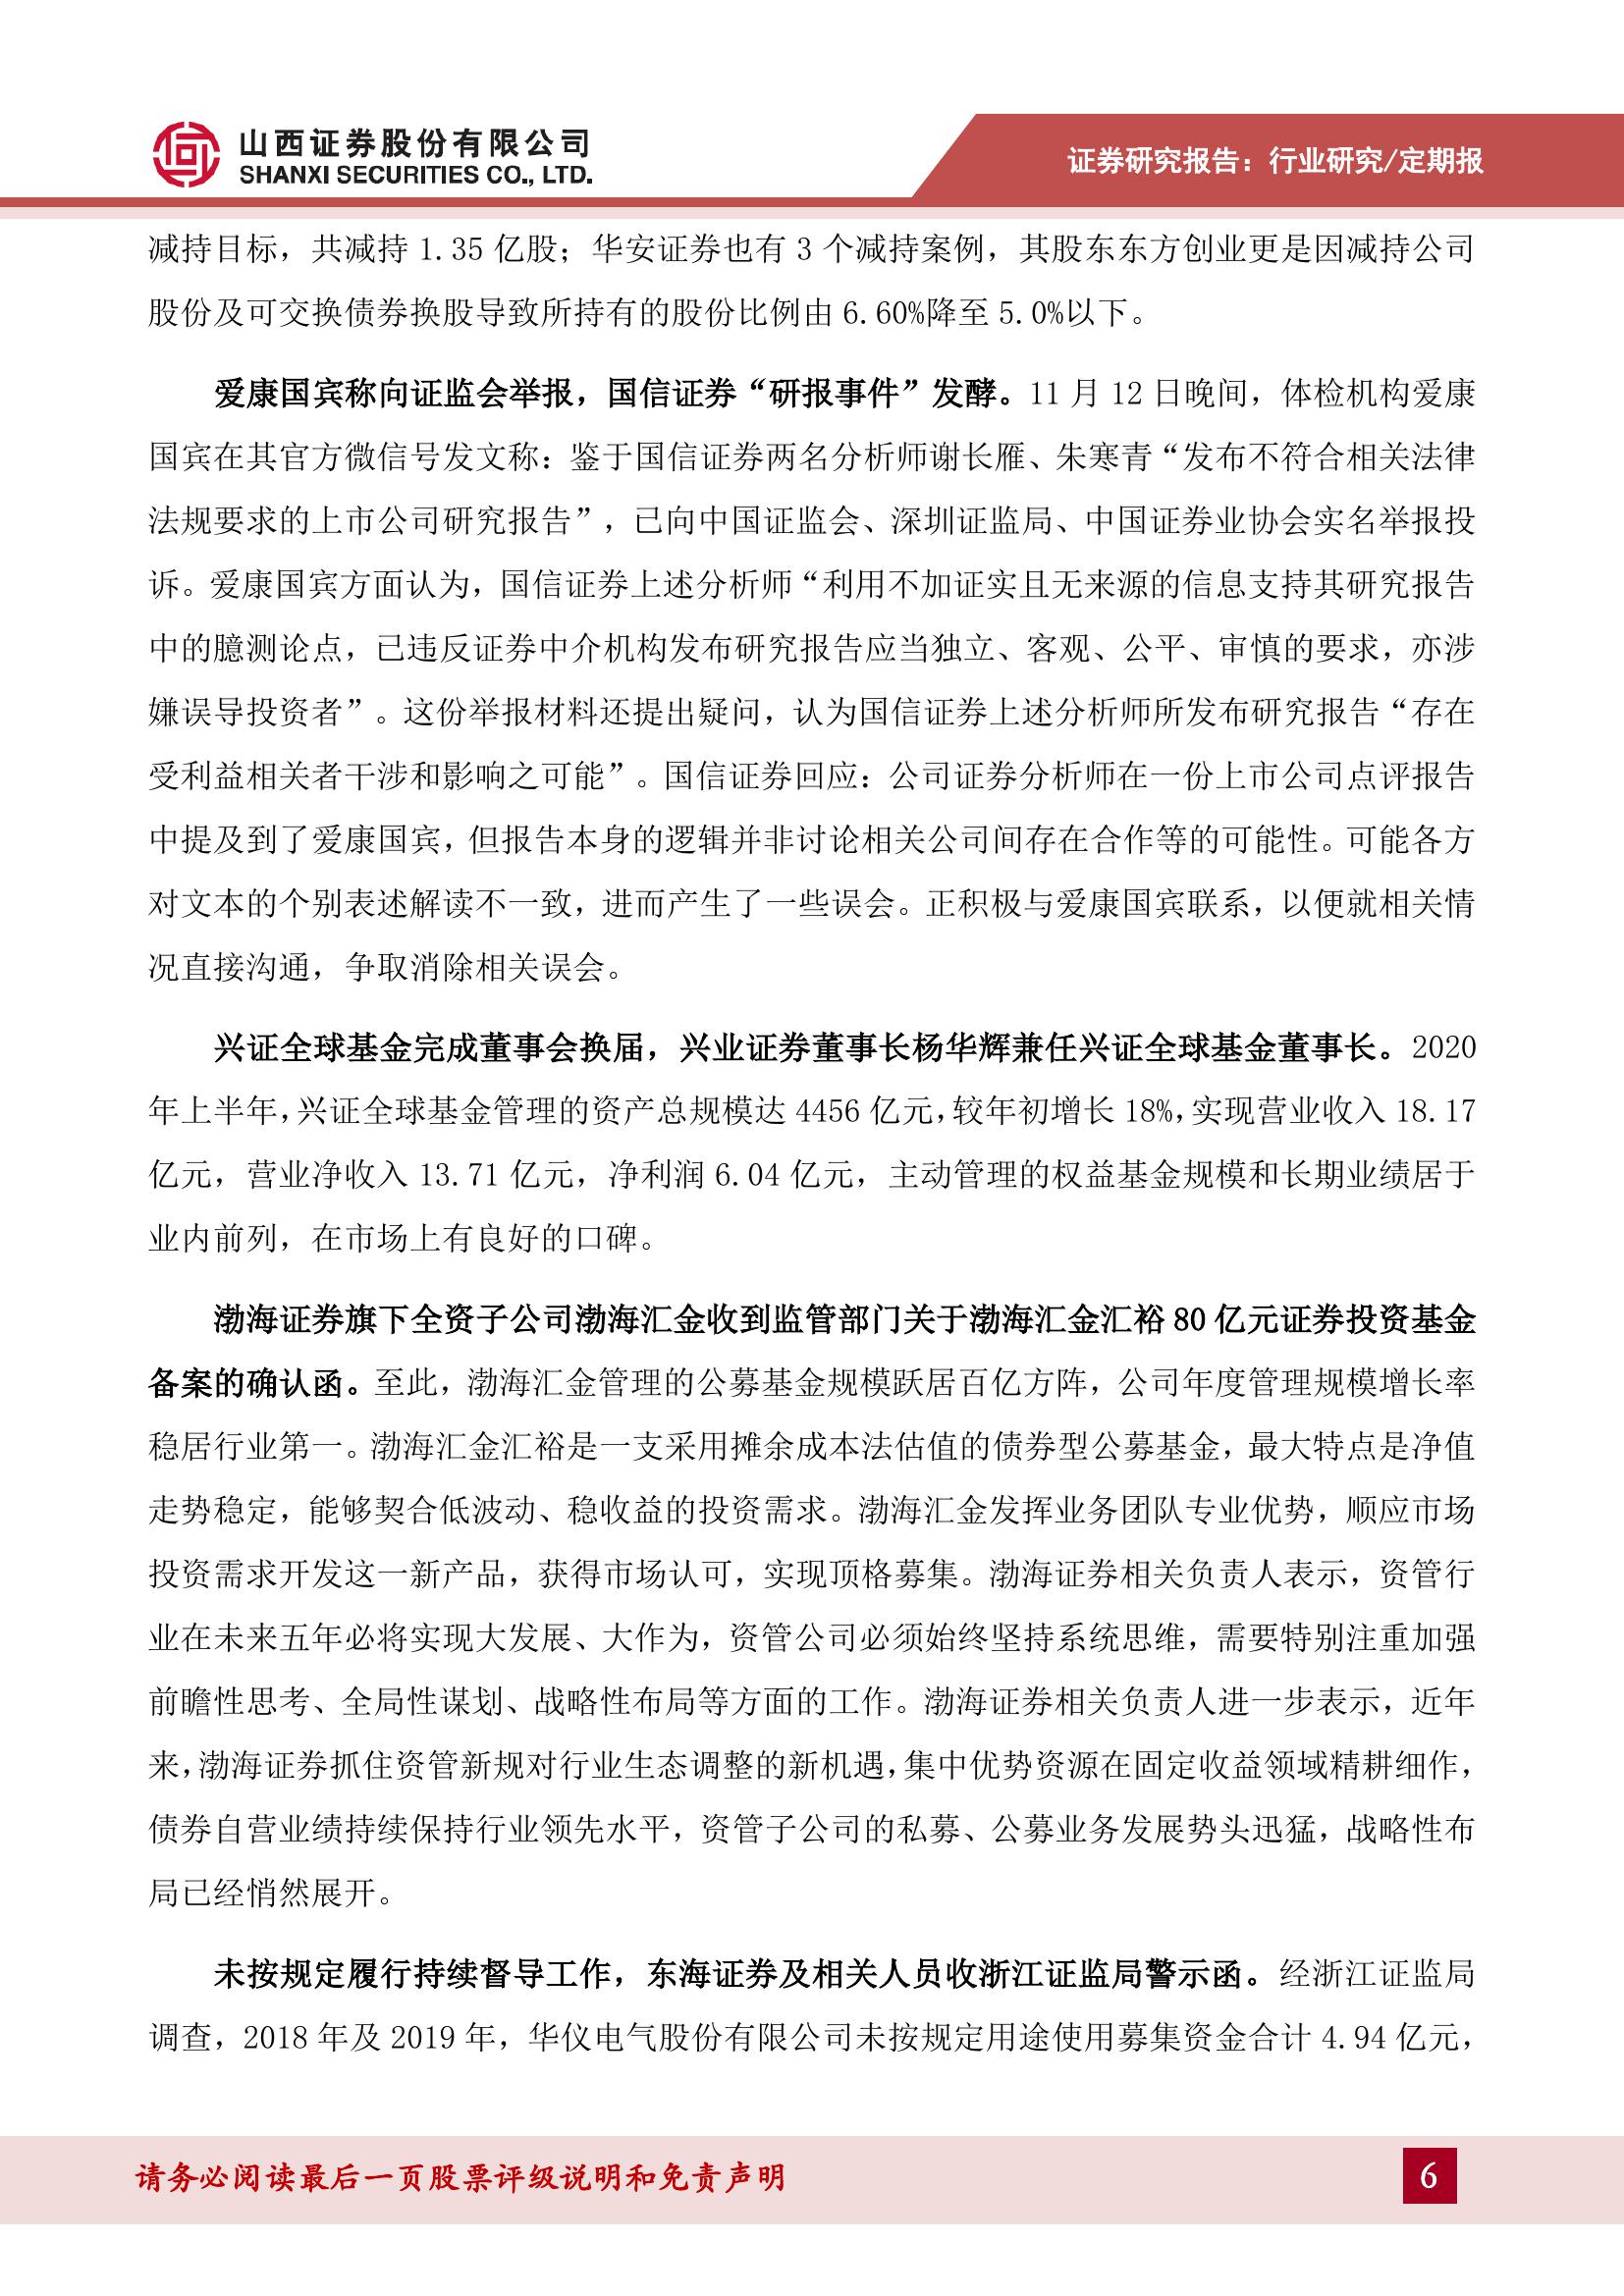 山西证券股份有限公司
SHANXI SECURITIES CO., LTD.
证券研究报告：行业研究/定期报
减持目标，共减持 1.35 亿股；华安证券也有 3 个减持案例，其股东东方创业更是因减持公司
股份及可交换债券换股导致所持有的股份比例由 6.60%降至 5.0%以下。
爱康国宾称向证监会举报，国信证券“研报事件”发酵。11 月 12 日晚间，体检机构爱康
国宾在其官方微信号发文称：鉴于国信证券两名分析师谢长雁、朱寒青“发布不符合相关法律
法规要求的上市公司研究报告”，已向中国证监会、深圳证监局、中国证券业协会实名举报投
诉。爱康国宾方面认为，国信证券上述分析师“利用不加证实且无来源的信息支持其研究报告
中的臆测论点，已违反证券中介机构发布研究报告应当独立、客观、公平、审慎的要求，亦涉
嫌误导投资者”。这份举报材料还提出疑问，认为国信证券上述分析师所发布研究报告“存在
受利益相关者干涉和影响之可能”。国信证券回应：公司证券分析师在一份上市公司点评报告
中提及到了爱康国宾，但报告本身的逻辑并非讨论相关公司间存在合作等的可能性。可能各方
对文本的个别表述解读不一致，进而产生了一些误会。正积极与爱康国宾联系，以便就相关情
况直接沟通，争取消除相关误会。
兴证全球基金完成董事会换届，兴业证券董事长杨华辉兼任兴证全球基金董事长。2020
年上半年，兴证全球基金管理的资产总规模达 4456 亿元，较年初增长 18%，实现营业收入 18.17
亿元，营业净收入 13.71 亿元，净利润 6.04 亿元，主动管理的权益基金规模和长期业绩居于
业内前列，在市场上有良好的口碑。
渤海证券旗下全资子公司渤海汇金收到监管部门关于渤海汇金汇裕 80 亿元证券投资基金
备案的确认函。至此，渤海汇金管理的公募基金规模跃居百亿方阵，公司年度管理规模增长率
稳居行业第一。渤海汇金汇裕是一支采用摊余成本法估值的债券型公募基金，最大特点是净值
走势稳定，能够契合低波动、稳收益的投资需求。渤海汇金发挥业务团队专业优势，顺应市场
投资需求开发这一新产品，获得市场认可，实现顶格募集。渤海证券相关负责人表示，资管行
业在未来五年必将实现大发展、大作为，资管公司必须始终坚持系统思维，需要特别注重加强
前瞻性思考、全局性谋划、战略性布局等方面的工作。渤海证券相关负责人进一步表示，近年
来，渤海证券抓住资管新规对行业生态调整的新机遇，集中优势资源在固定收益领域精耕细作，
债券自营业绩持续保持行业领先水平，资管子公司的私募、公募业务发展势头迅猛，战略性布
局已经悄然展开。
未按规定履行持续督导工作，东海证券及相关人员收浙江证监局警示函。经浙江证监局
调查，2018 年及 2019 年，华仪电气股份有限公司未按规定用途使用募集资金合计 4.94 亿元，
请务必阅读最后一页股票评级说明和免责声明
6